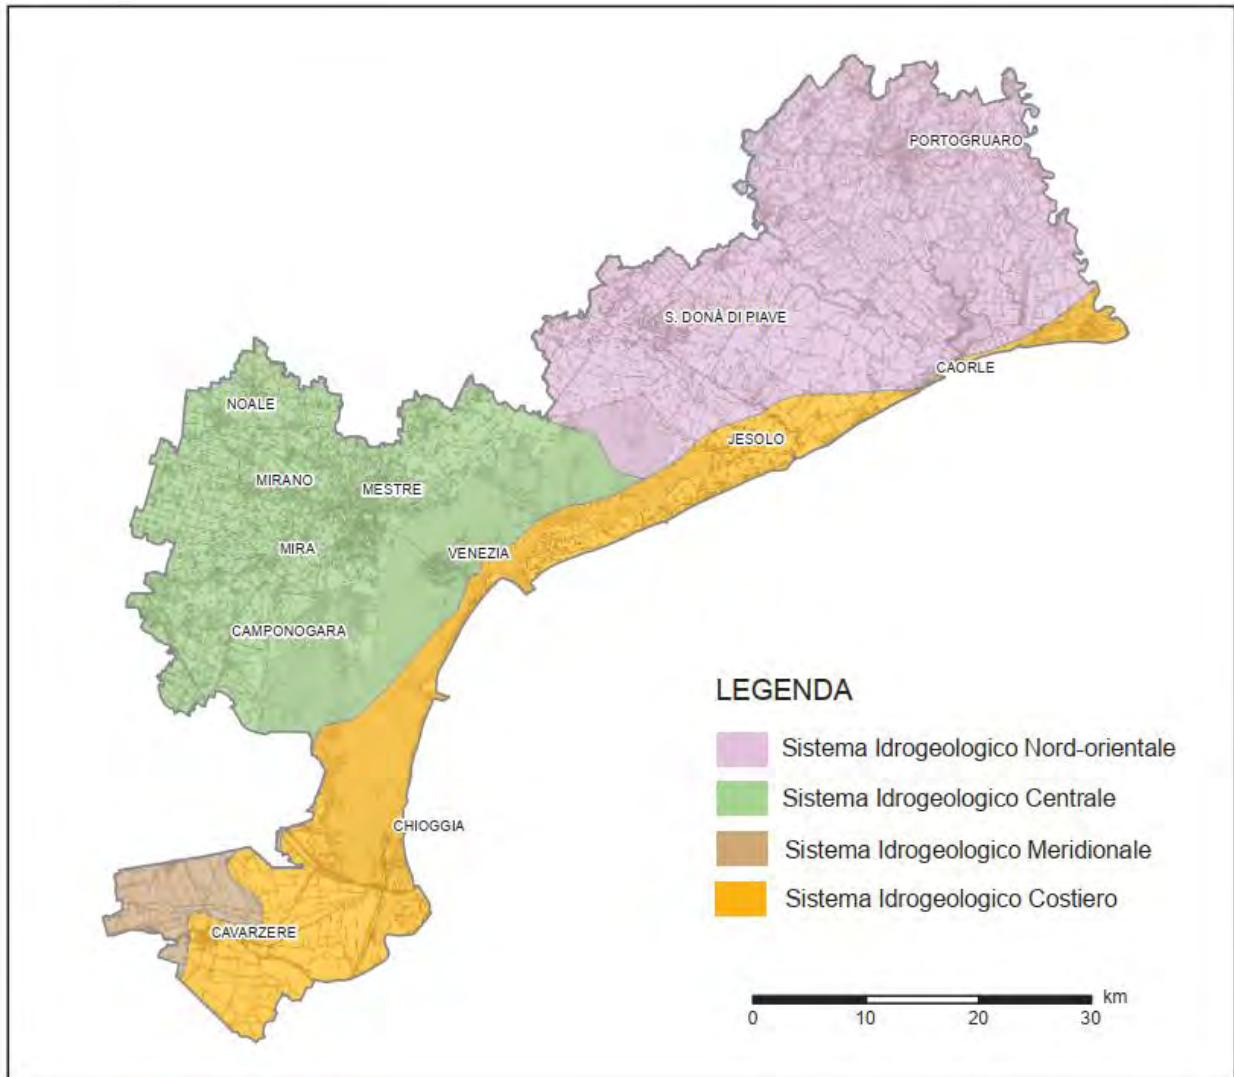 PORTOGRUARO
S. DONÀ DI PIAVE
CAORLE
NOALE
JESOLO
MIRANO
MESTRE
MIRA
VENEZIA
CAMPONOGARA
CHIOGGIA
CAVARZERE
LEGENDA
Sistema Idrogeologico Nord-orientale
Sistema Idrogeologico Centrale
Sistema Idrogeologico Meridionale
Sistema Idrogeologico Costiero
km
0 10 20 30